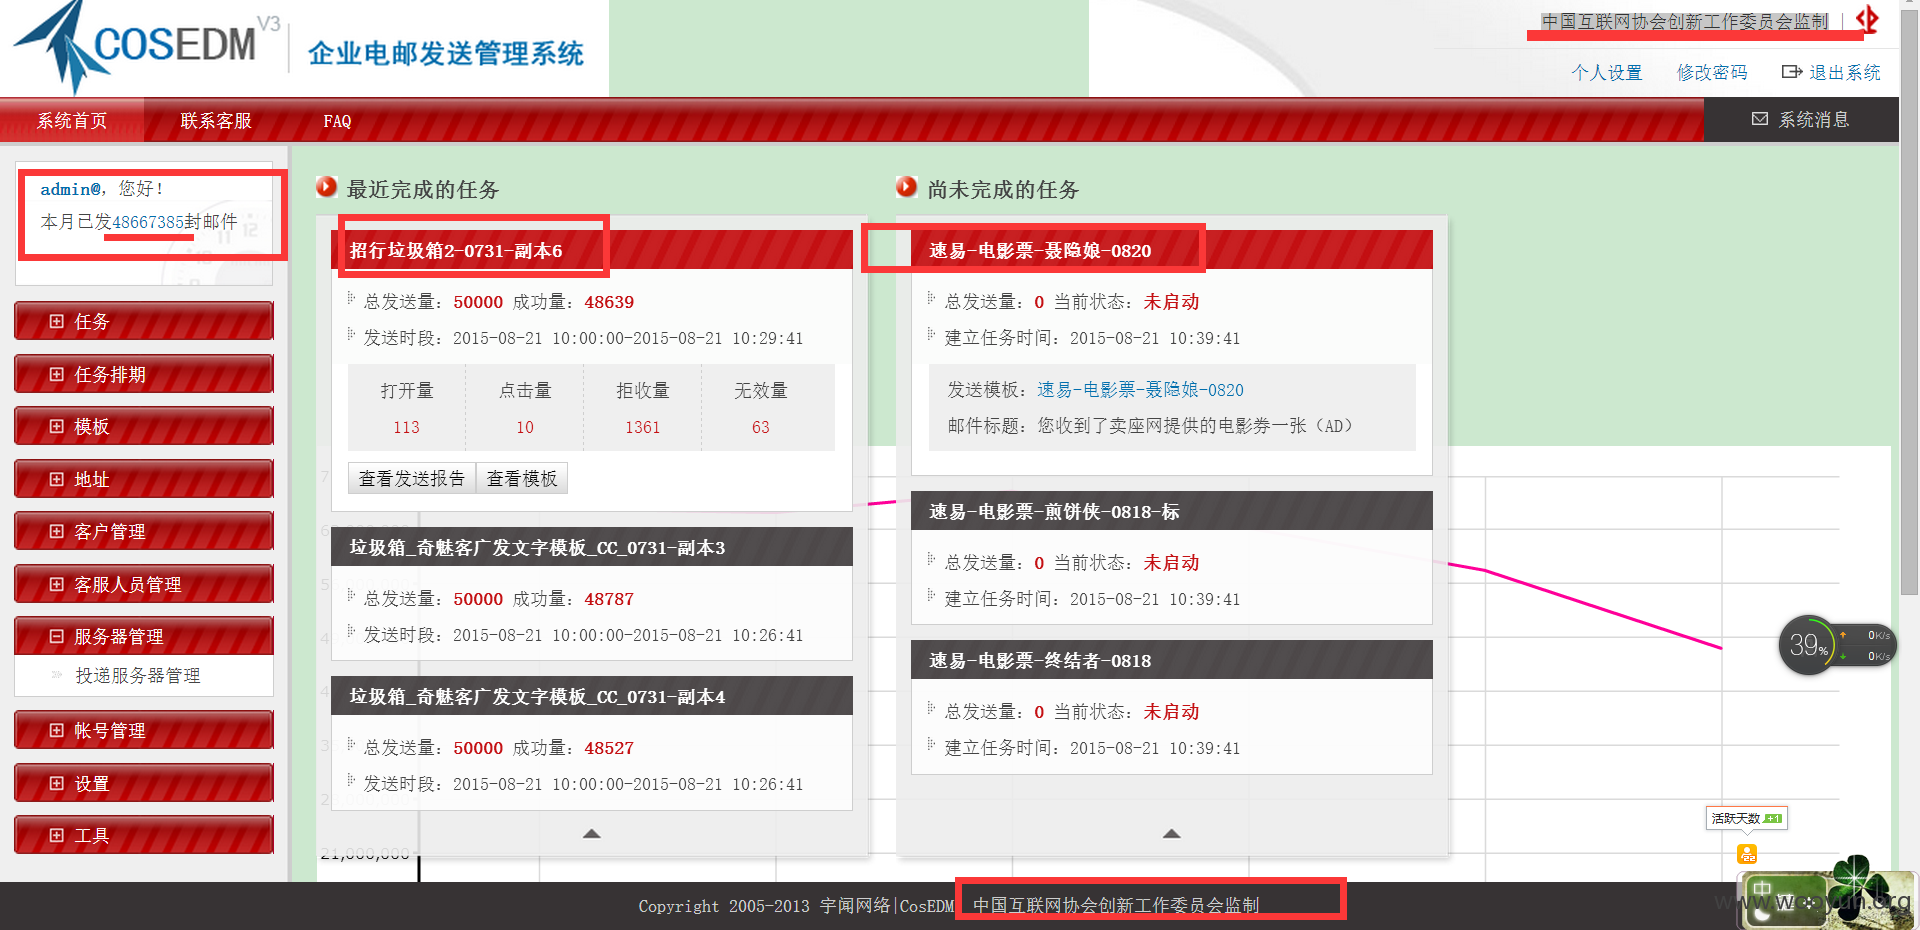 COSEDM V3
企业电邮发送管理系统
中国互联网协会创新工作委员会监制
个人设置 修改密码 退出系统
系统首页 联系客服 FAQ
系统消息
admin@，您好！
本月已发48667385封邮件
任务
任务排期
模板
地址
客户管理
客服人员管理
服务器管理
投递服务器管理
帐号管理
设置
工具
最近完成的任务
招行垃圾箱2-0731-副本6
总发送量：50000 成功量：48639
发送时段：2015-08-21 10:00:00-2015-08-21 10:29:41
打开量 点击量 拒收量 无效量
113 10 1361 63
查看发送报告 查看模板
垃圾箱_奇魅客广发文字模板_CC_0731-副本3
总发送量：50000 成功量：48787
发送时段：2015-08-21 10:00:00-2015-08-21 10:26:41
垃圾箱_奇魅客广发文字模板_CC_0731-副本4
总发送量：50000 成功量：48527
发送时段：2015-08-21 10:00:00-2015-08-21 10:26:41
21,000,000
尚未完成的任务
速易-电影票-聂隐娘-0820
总发送量：0 当前状态：未启动
建立任务时间：2015-08-21 10:39:41
发送模板：速易-电影票-聂隐娘-0820
邮件标题：您收到了卖座网提供的电影券一张（AD）
速易-电影票-煎饼侠-0818-标
总发送量：0 当前状态：未启动
建立任务时间：2015-08-21 10:39:41
速易-电影票-终结者-0818
总发送量：0 当前状态：未启动
建立任务时间：2015-08-21 10:39:41
39%
0K/s
0K/s
活跃天数 +1
22
中
Copyright 2005-2013 宇闻网络|CosEDM 中国互联网协会创新工作委员会监制
www.wooyun.org